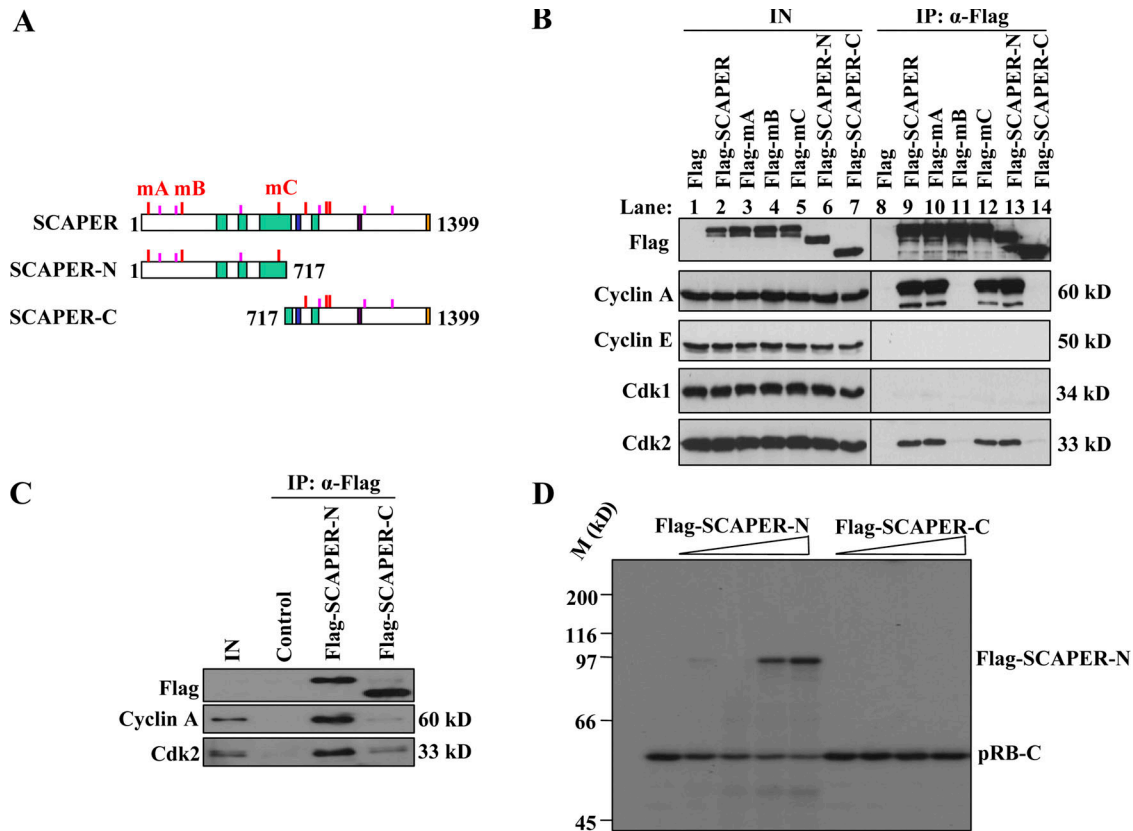 A
mA mB mC
SCAPER 1 1399
SCAPER-N 1 717
SCAPER-C 717 1399
B
IN IP: α-Flag
Flag
Flag-SCAPER
Flag-mA
Flag-mB
Flag-mC
Flag-SCAPER-N
Flag-SCAPER-C
Flag
Flag-SCAPER
Flag-mA
Flag-mB
Flag-mC
Flag-SCAPER-N
Flag-SCAPER-C
Lane: 1 2 3 4 5 6 7 8 9 10 11 12 13 14
Flag
Cyclin A 60 kD
Cyclin E 50 kD
Cdk1 34 kD
Cdk2 33 kD
C
IP: α-Flag
IN
Control
Flag-SCAPER-N
Flag-SCAPER-C
Flag
Cyclin A 60 kD
Cdk2 33 kD
D
M (kD)
Flag-SCAPER-N Flag-SCAPER-C
200
116
97 Flag-SCAPER-N
66
pRB-C
45